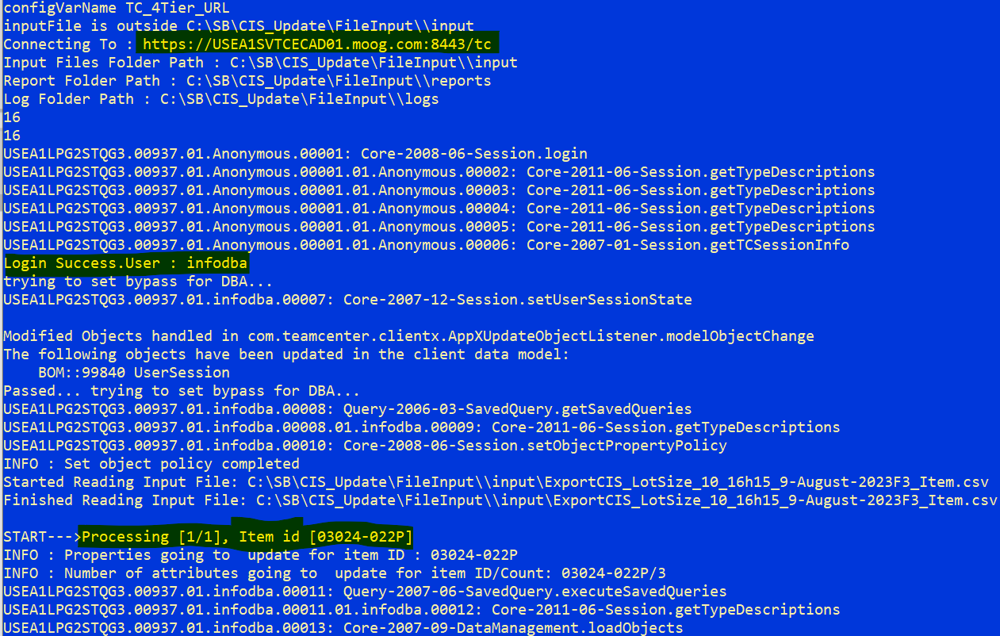 configVarName TC_4Tier_URL
inputFile is outside C:\SB\CIS_Update\FileInput\\input
Connecting To : https://USEA1SVTCECAD01.moog.com:8443/tc
Input Files Folder Path : C:\SB\CIS_Update\FileInput\\input
Report Folder Path : C:\SB\CIS_Update\FileInput\\reports
Log Folder Path : C:\SB\CIS_Update\FileInput\\logs
16
16
USEA1LPG2STQG3.00937.01.Anonymous.00001: Core-2008-06-Session.login
USEA1LPG2STQG3.00937.01.Anonymous.00001.01.Anonymous.00002: Core-2011-06-Session.getTypeDescriptions
USEA1LPG2STQG3.00937.01.Anonymous.00001.01.Anonymous.00003: Core-2011-06-Session.getTypeDescriptions
USEA1LPG2STQG3.00937.01.Anonymous.00001.01.Anonymous.00004: Core-2011-06-Session.getTypeDescriptions
USEA1LPG2STQG3.00937.01.Anonymous.00001.01.Anonymous.00005: Core-2011-06-Session.getTypeDescriptions
USEA1LPG2STQG3.00937.01.Anonymous.00001.01.Anonymous.00006: Core-2007-01-Session.getTCSessionInfo
Login Success.User : infodba
trying to set bypass for DBA...
USEA1LPG2STQG3.00937.01.infodba.00007: Core-2007-12-Session.setUserSessionState
Modified Objects handled in com.teamcenter.clientx.AppXUpdateObjectListener.modelObjectChange
The following objects have been updated in the client data model:
BOM::99840 UserSession
Passed... trying to set bypass for DBA...
USEA1LPG2STQG3.00937.01.infodba.00008: Query-2006-03-SavedQuery.getSavedQueries
USEA1LPG2STQG3.00937.01.infodba.00008.01.infodba.00009: Core-2011-06-Session.getTypeDescriptions
USEA1LPG2STQG3.00937.01.infodba.00010: Core-2008-06-Session.setObjectPropertyPolicy
INFO : Set object policy completed
Started Reading Input File: C:\SB\CIS_Update\FileInput\\input\ExportCIS_LotSize_10_16h15_9-August-2023F3_Item.csv
Finished Reading Input File: C:\SB\CIS_Update\FileInput\\input\ExportCIS_LotSize_10_16h15_9-August-2023F3_Item.csv
START--->Processing [1/1], Item id [03024-022P]
INFO : Properties going to  update for item ID : 03024-022P
INFO : Number of attributes going to  update for item ID/Count: 03024-022P/3
USEA1LPG2STQG3.00937.01.infodba.00011: Query-2007-06-SavedQuery.executeSavedQueries
USEA1LPG2STQG3.00937.01.infodba.00011.01.infodba.00012: Core-2011-06-Session.getTypeDescriptions
USEA1LPG2STQG3.00937.01.infodba.00013: Core-2007-09-DataManagement.loadObjects